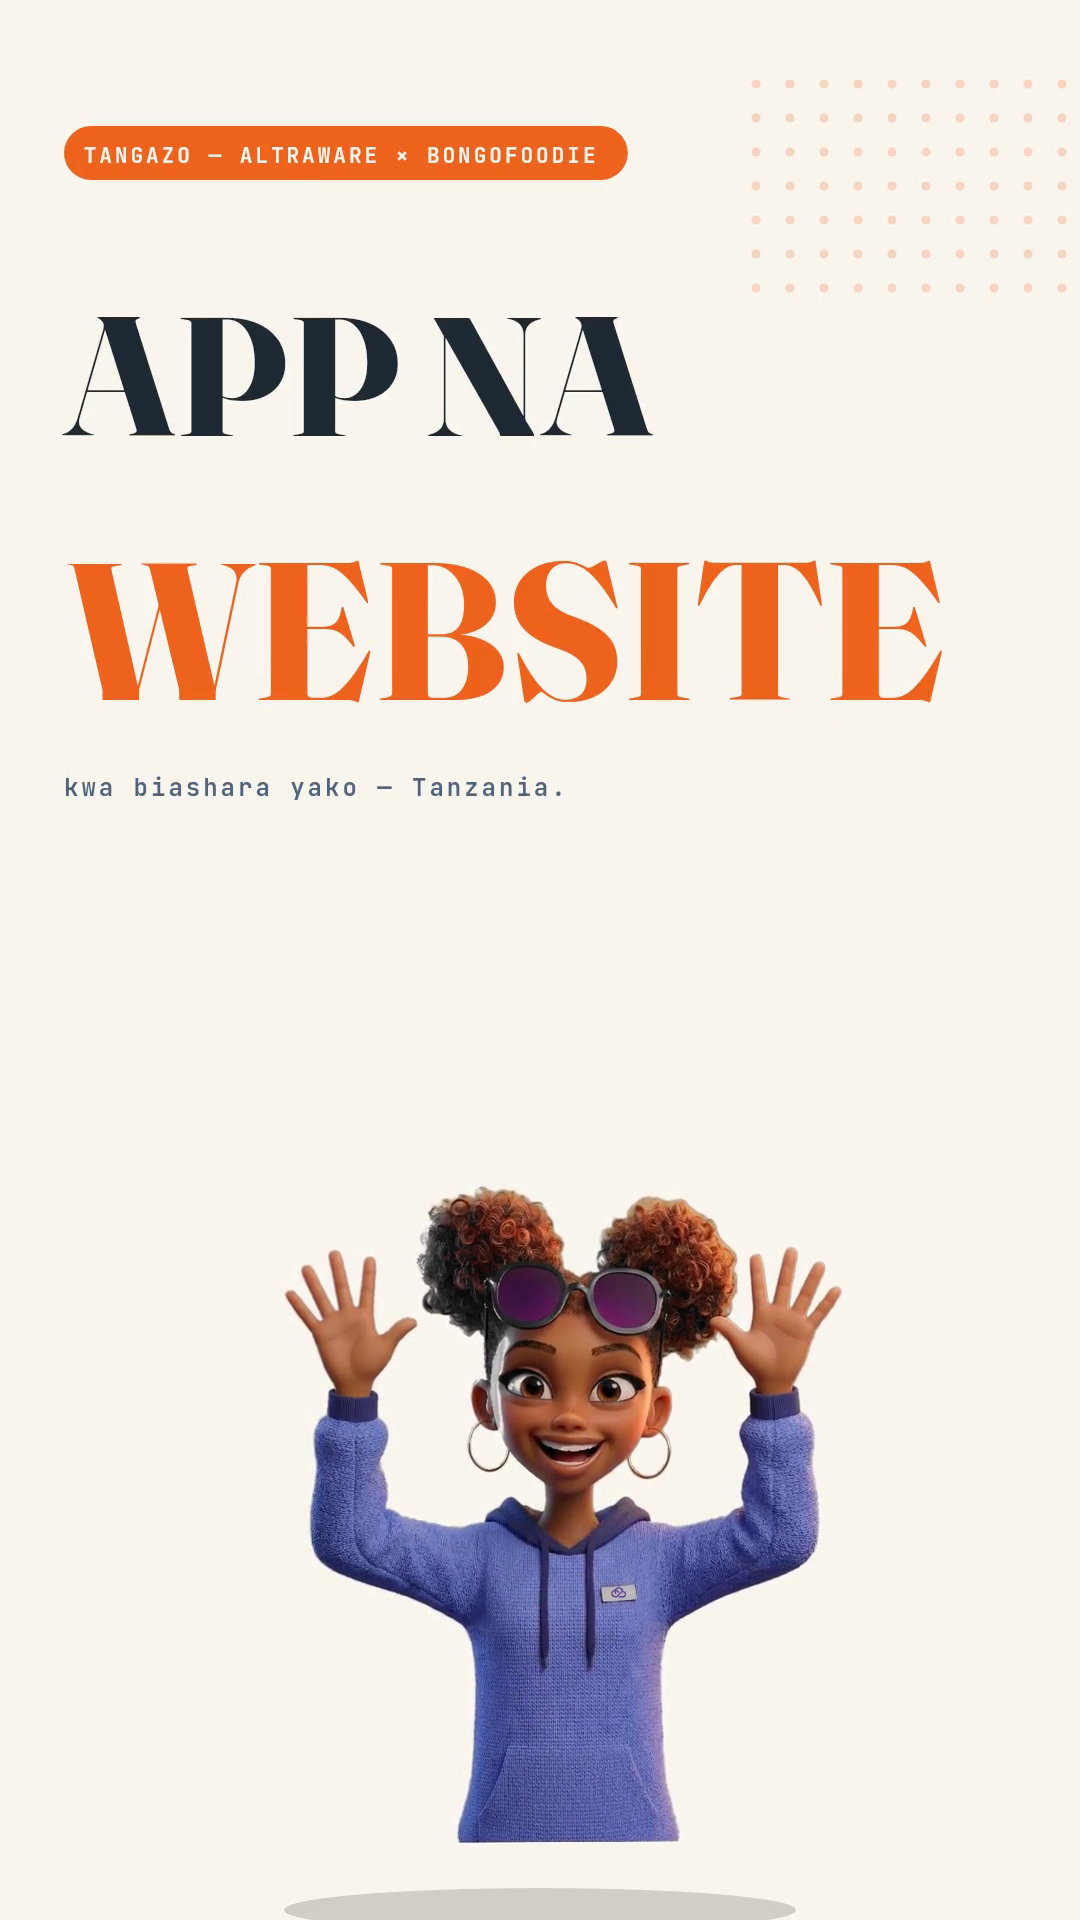 TANGAZO — ALTRAWARE × BONGOFOODIE
APP NA
WEBSITE
kwa biashara yako — Tanzania.